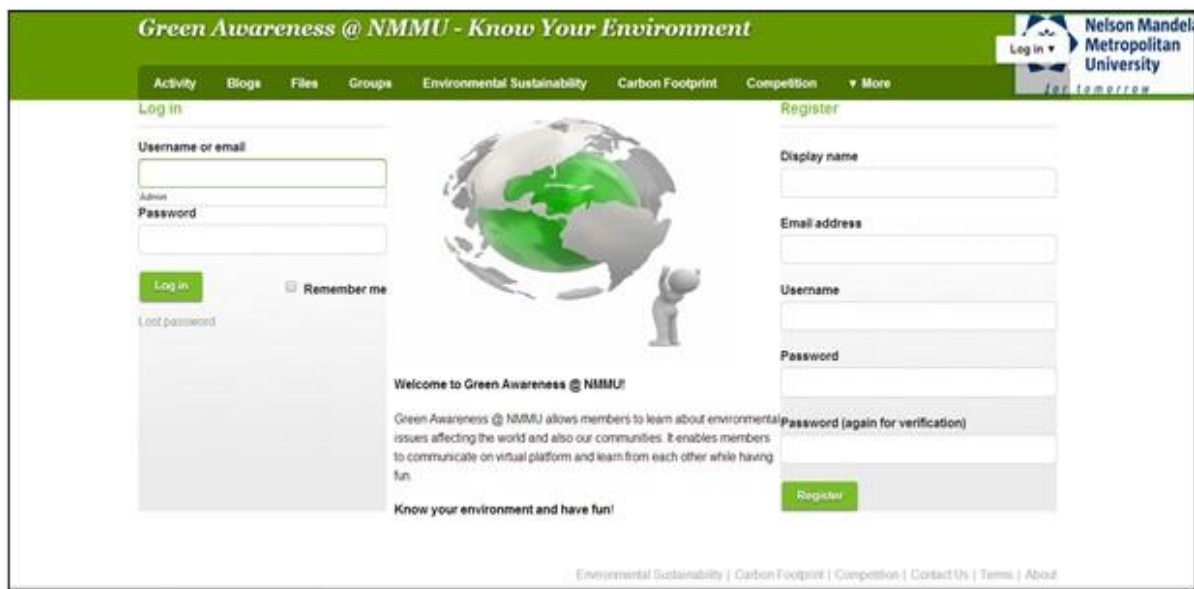 Green Awareness @ NMMU - Know Your Environment
Log in ▾
Nelson Mandela
Metropolitan
University
for tomorrow
Activity Blogs Files Groups Environmental Sustainability Carbon Footprint Competition ▾ More
Log in
Username or email
Admin
Password
Log in
Remember me
Lost password
Welcome to Green Awareness @ NMMU!
Green Awareness @ NMMU allows members to learn about environmental
issues affecting the world and also our communities. It enables members
to communicate on virtual platform and learn from each other while having
fun.
Know your environment and have fun!
Register
Display name
Email address
Username
Password
Password (again for verification)
Register
Environmental Sustainability | Carbon Footprint | Competition | Contact Us | Terms | About